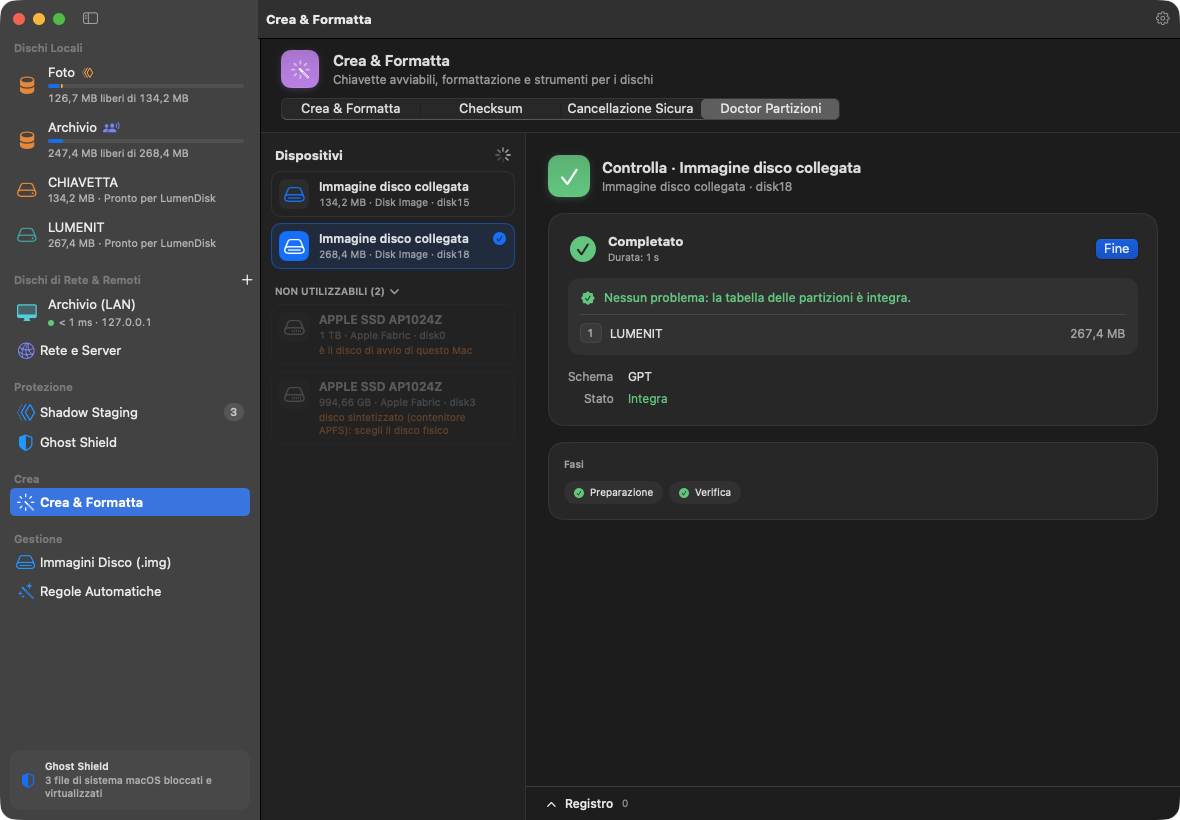 Crea & Formatta
Dischi Locali
Foto
126,7 MB liberi di 134,2 MB
Archivio
247,4 MB liberi di 268,4 MB
CHIAVETTA
134,2 MB · Pronto per LumenDisk
LUMENIT
267,4 MB · Pronto per LumenDisk
Dischi di Rete & Remoti
Archivio (LAN)
< 1 ms · 127.0.0.1
Rete e Server
Protezione
Shadow Staging 3
Ghost Shield
Crea
Crea & Formatta
Gestione
Immagini Disco (.img)
Regole Automatiche
Ghost Shield
3 file di sistema macOS bloccati e
virtualizzati
Crea & Formatta
Chiavette avviabili, formattazione e strumenti per i dischi
Crea & Formatta Checksum Cancellazione Sicura Doctor Partizioni
Dispositivi
Immagine disco collegata
134,2 MB · Disk Image · disk15
Immagine disco collegata
268,4 MB · Disk Image · disk18
NON UTILIZZABILI (2)
APPLE SSD AP1024Z
1 TB · Apple Fabric · disk0
è il disco di avvio di questo Mac
APPLE SSD AP1024Z
994,66 GB · Apple Fabric · disk3
disco sintetizzato (contenitore
APFS): scegli il disco fisico
Controlla · Immagine disco collegata
Immagine disco collegata · disk18
Completato
Durata: 1 s
Fine
Nessun problema: la tabella delle partizioni è integra.
1 LUMENIT 267,4 MB
Schema GPT
Stato Integra
Fasi
Preparazione Verifica
Registro 0